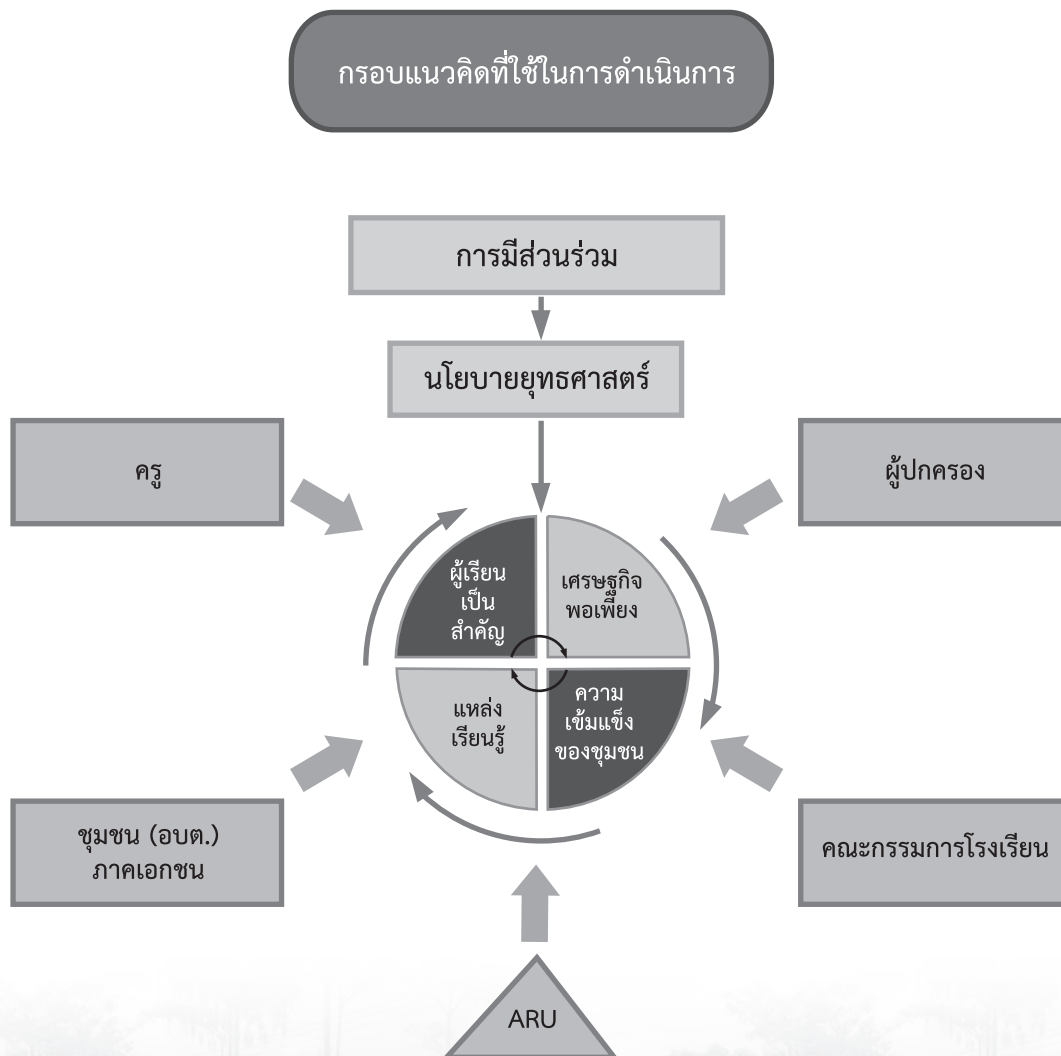 กรอบแนวคิดที่ใช้ในการดำเนินการ
การมีส่วนร่วม
นโยบายยุทธศาสตร์
ครู
ผู้ปกครอง
ผู้เรียน
เป็น
สำคัญ
เศรษฐกิจ
พอเพียง
แหล่ง
เรียนรู้
ความ
เข้มแข็ง
ของชุมชน
ชุมชน (อบต.)
ภาคเอกชน
คณะกรรมการโรงเรียน
ARU